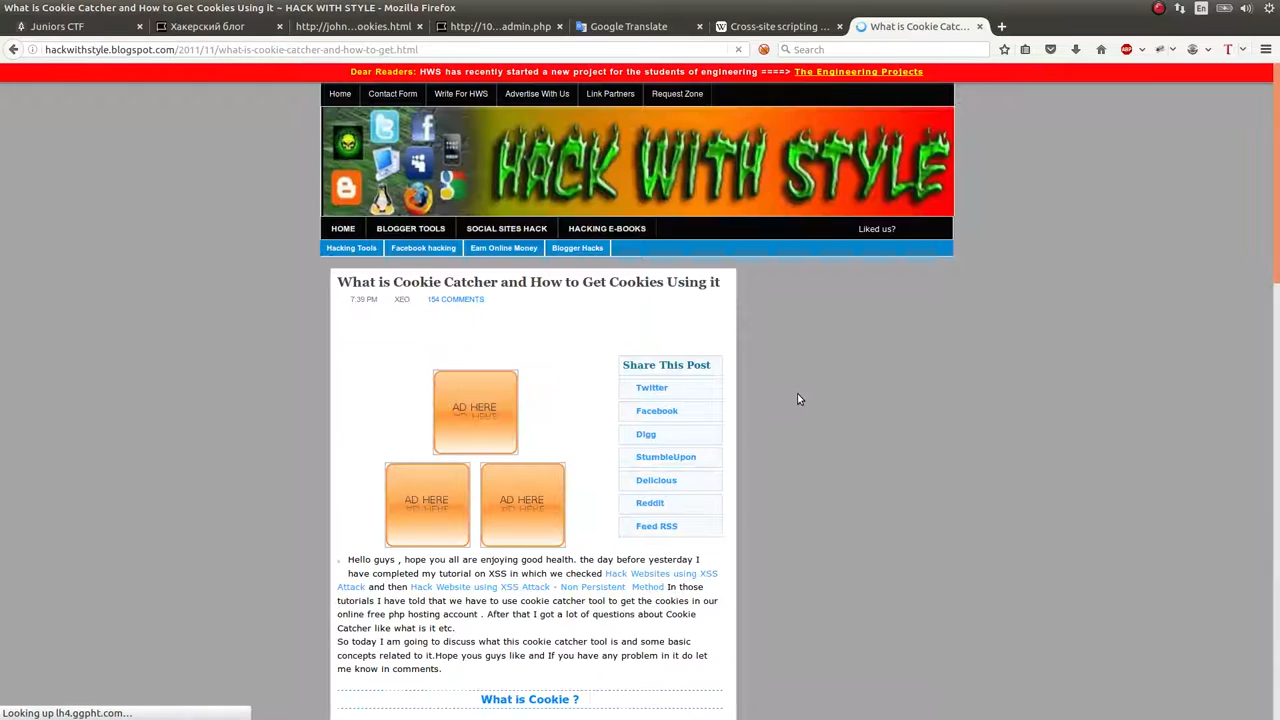 What is Cookie Catcher and How to Get Cookies Using it ~ HACK WITH STYLE - Mozilla Firefox
En
Juniors CTF
Хакерский блог
http://john...ookies.html
http://10...admin.php
Google Translate
Cross-site scripting ...
What is Cookie Catc...
hackwithstyle.blogspot.com/2011/11/what-is-cookie-catcher-and-how-to-get.html
Search
ABP
Dear Readers: HWS has recently started a new project for the students of engineering ====> The Engineering Projects
Home
Contact Form
Write For HWS
Advertise With Us
Link Partners
Request Zone
HACK WITH STYLE
HOME
BLOGGER TOOLS
SOCIAL SITES HACK
HACKING E-BOOKS
Liked us?
Hacking Tools
Facebook hacking
Earn Online Money
Blogger Hacks
What is Cookie Catcher and How to Get Cookies Using it
7:39 PM
XEO
154 COMMENTS
Share This Post
Twitter
Facebook
Digg
StumbleUpon
Delicious
Reddit
Feed RSS
AD HERE
AD HERE
AD HERE
Hello guys , hope you all are enjoying good health. the day before yesterday I
have completed my tutorial on XSS in which we checked Hack Websites using XSS
Attack and then Hack Website using XSS Attack - Non Persistent Method In those
tutorials I have told that we have to use cookie catcher tool to get the cookies in our
online free php hosting account . After that I got a lot of questions about Cookie
Catcher like what is it etc.
So today I am going to discuss what this cookie catcher tool is and some basic
concepts related to it.Hope yous guys like and If you have any problem in it do let
me know in comments.
What is Cookie ?
Looking up lh4.ggpht.com...